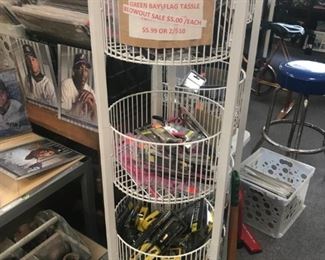 GREEN BAY FLAG TASSLE
BLOWOUT SALE $5.00/EACH
$5.99 OR 2/$10